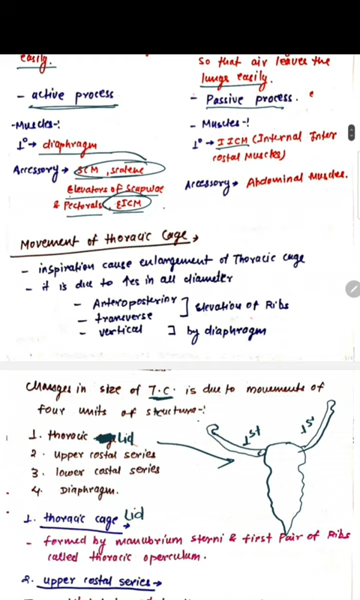 easily.
- active process
- Muscles -:
1° → diaphragm
Accessory → SCM, scalene
Elevators of Scapulae
& Pectorals, EICM
so that air leaves the
lungs easily.
- Passive process.
- Muscles -:
1° → IICM (Internal Inter
costal Muscles)
Accessory → Abdominal Muscles.
Movement of Thoracic Cage →
- inspiration cause enlargement of Thoracic cage
- it is due to ↑es in all diameter
- Anteroposterior
- transverse ] Elevation of Ribs
- vertical ] by diaphragm
Changes in size of T.C. is due to movements of
four units of structure -:
1. thoracic Lid
2. upper costal series
3. lower costal series
4. Diaphragm.
1st 1st
1. thoracic cage Lid
- formed by manubrium sterni & first Pair of Ribs
called thoracic operculum.
2. upper costal series →